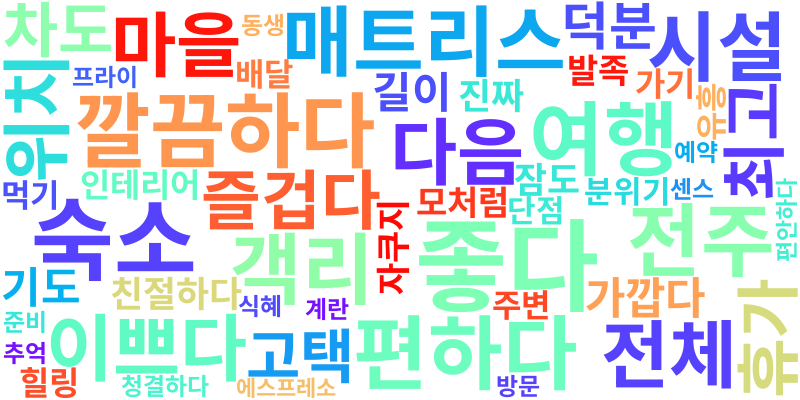 차도
마을
동생
매트리스
덕분
시설
프라이
배달
길이
진짜
발족
가기
유흥
최고
위치
깔끔하다
다음
여행
예약
먹기
인테리어
즐겁다
모처럼
잠도
단점
분위기
센스
편안하다
숙소
객리
자쿠지
좋다
전주
기도
친절하다
식혜
계란
주변
가깝다
휴가
준비
추억
이쁘다
고택
편하다
전체
힐링
청결하다
에스프레소
방문